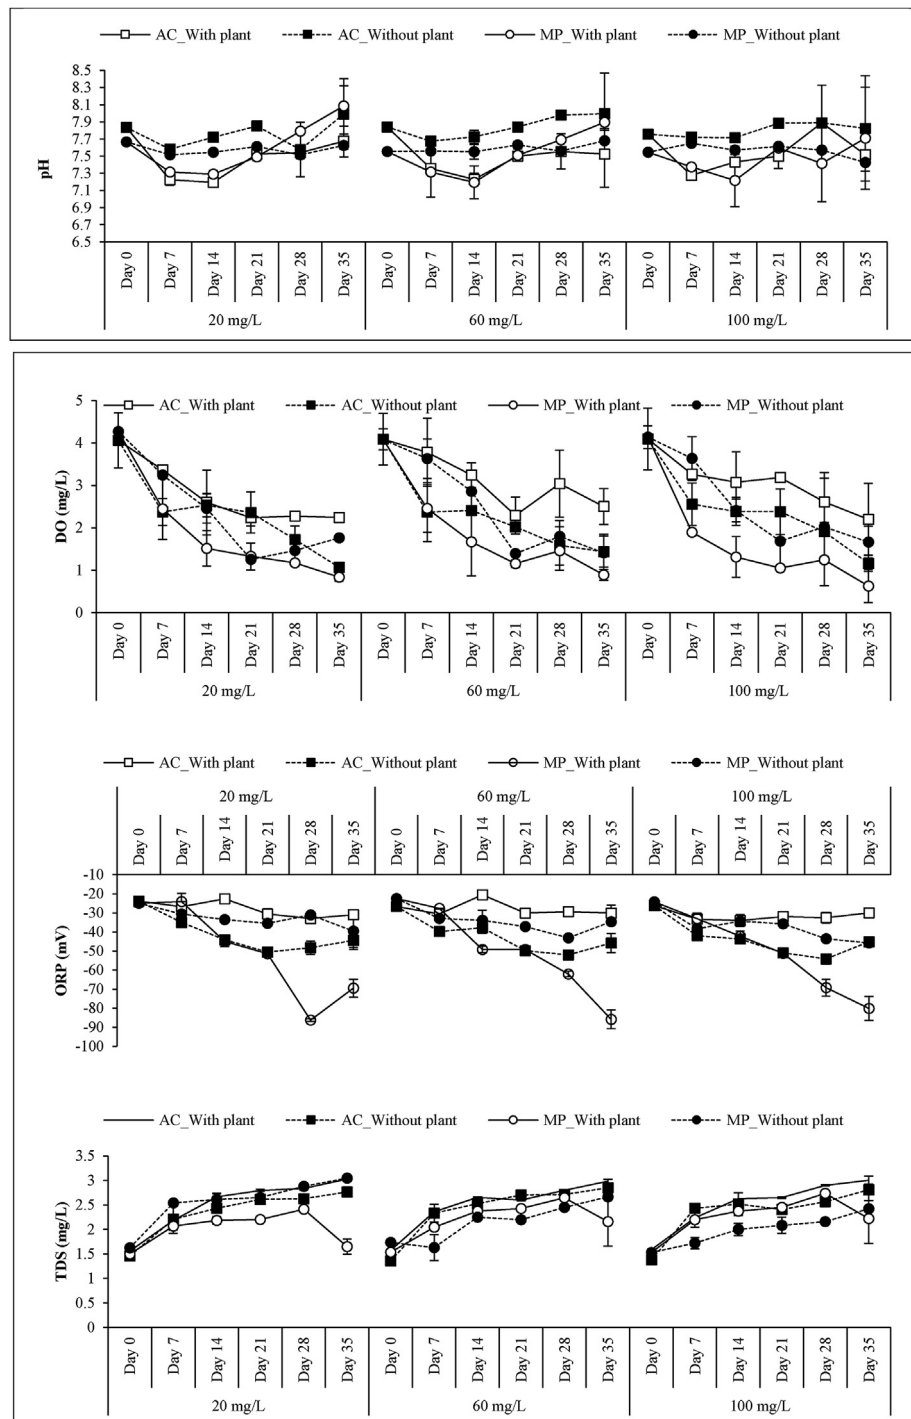 AC_With plant AC_Without plant MP_With plant MP_Without plant
8.5
8.3
8.1
7.9
7.7
7.5
7.3
7.1
6.9
6.7
6.5
pH
Day 0 Day 7 Day 14 Day 21 Day 28 Day 35 Day 0 Day 7 Day 14 Day 21 Day 28 Day 35 Day 0 Day 7 Day 14 Day 21 Day 28 Day 35
20 mg/L 60 mg/L 100 mg/L
AC_With plant AC_Without plant MP_With plant MP_Without plant
5
4
3
2
1
0
DO (mg/L)
Day 0 Day 7 Day 14 Day 21 Day 28 Day 35 Day 0 Day 7 Day 14 Day 21 Day 28 Day 35 Day 0 Day 7 Day 14 Day 21 Day 28 Day 35
20 mg/L 60 mg/L 100 mg/L
AC_With plant AC_Without plant MP_With plant MP_Without plant
20 mg/L 60 mg/L 100 mg/L
Day 0 Day 7 Day 14 Day 21 Day 28 Day 35 Day 0 Day 7 Day 14 Day 21 Day 28 Day 35 Day 0 Day 7 Day 14 Day 21 Day 28 Day 35
-10
-20
-30
-40
-50
-60
-70
-80
-90
-100
ORP (mV)
AC_With plant AC_Without plant MP_With plant MP_Without plant
3.5
3
2.5
2
1.5
1
0.5
0
TDS (mg/L)
Day 0 Day 7 Day 14 Day 21 Day 28 Day 35 Day 0 Day 7 Day 14 Day 21 Day 28 Day 35 Day 0 Day 7 Day 14 Day 21 Day 28 Day 35
20 mg/L 60 mg/L 100 mg/L